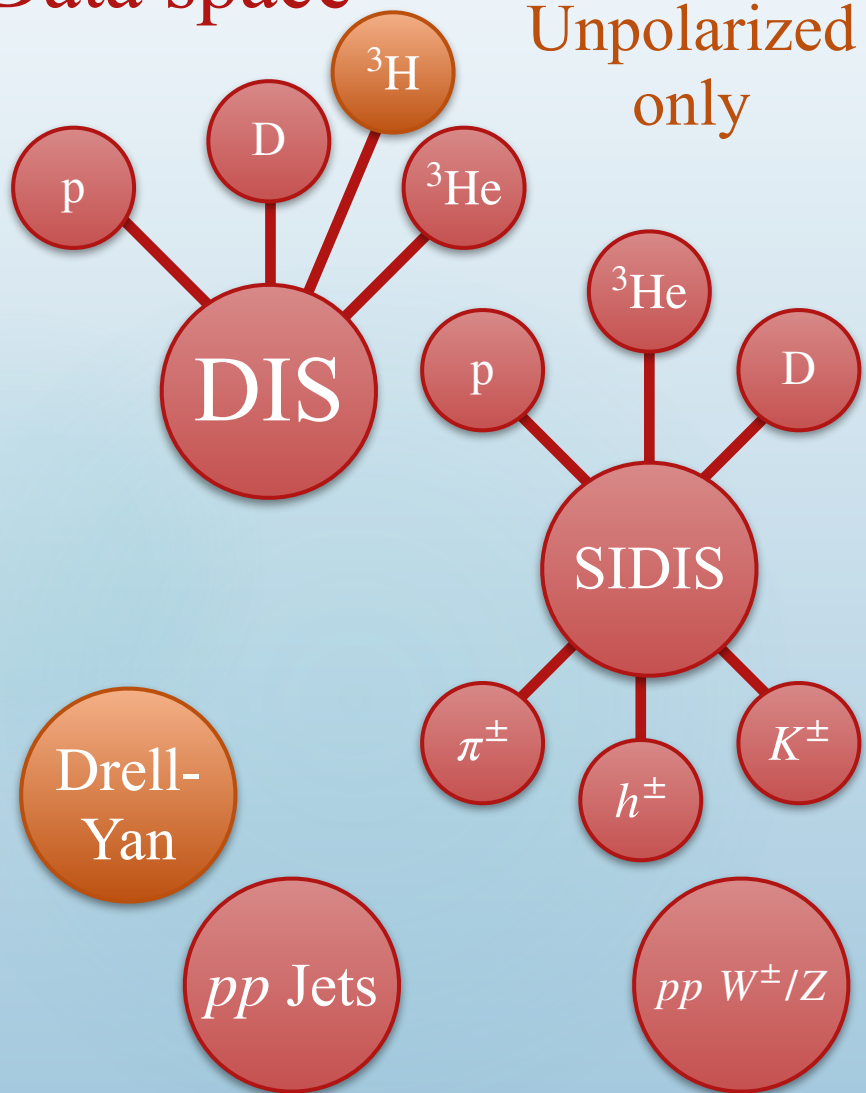 Data space
Unpolarized
only
³H
D
p
³He
DIS
³He
p
D
SIDIS
π±
h±
K±
Drell-
Yan
pp Jets
pp W±/Z